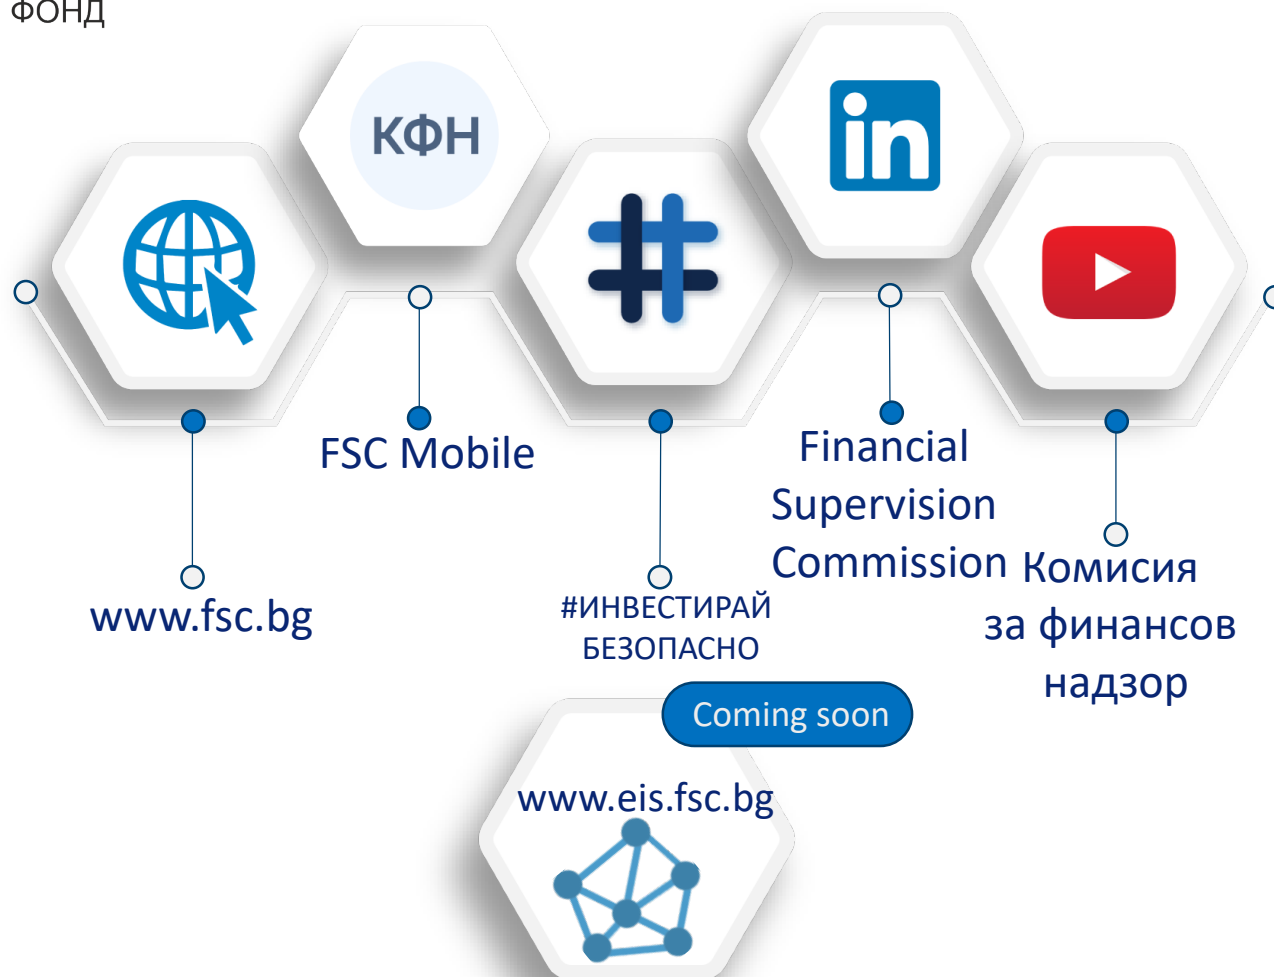 ФОНД
КФН
in
FSC Mobile
Financial
Supervision
Commission
Комисия
за финансов
надзор
www.fsc.bg
#ИНВЕСТИРАЙ
БЕЗОПАСНО
Coming soon
www.eis.fsc.bg